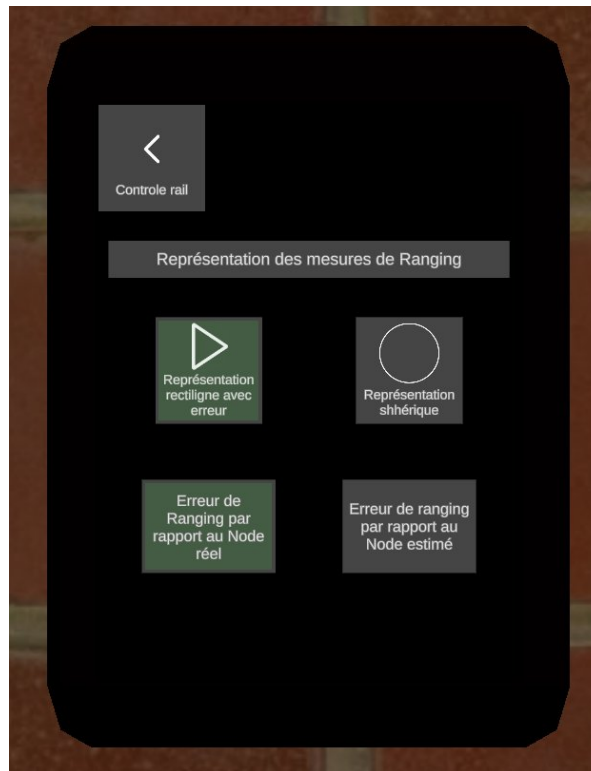 Controle rail
Représentation des mesures de Ranging
Représentation
rectiligne avec
erreur
Représentation
shhérique
Erreur de
Ranging par
rapport au Node
réel
Erreur de ranging
par rapport au
Node estimé